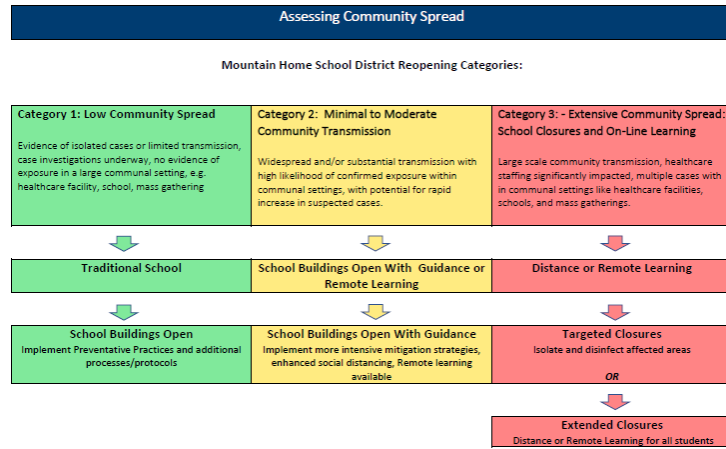 Assessing Community Spread
Mountain Home School District Reopening Categories:
Category 1: Low Community Spread
Evidence of isolated cases or limited transmission,
case investigations underway, no evidence of
exposure in a large communal setting, e.g.
healthcare facility, school, mass gathering
Category 2:  Minimal to Moderate
Community Transmission
Widespread and/or substantial transmission with
high likelihood of confirmed exposure within
communal settings, with potential for rapid
increase in suspected cases.
Category 3: - Extensive Community Spread:
School Closures and On-Line Learning
Large scale community transmission, healthcare
staffing significantly impacted, multiple cases with
in communal settings like healthcare facilities,
schools, and mass gatherings.
Traditional School
School Buildings Open With  Guidance or
Remote Learning
Distance or Remote Learning
School Buildings Open
Implement Preventative Practices and additional
processes/protocols
School Buildings Open With Guidance
Implement more intensive mitigation strategies,
enhanced social distancing, Remote learning
available
Targeted Closures
Isolate and disinfect affected areas
OR
Extended Closures
Distance or Remote Learning for all students